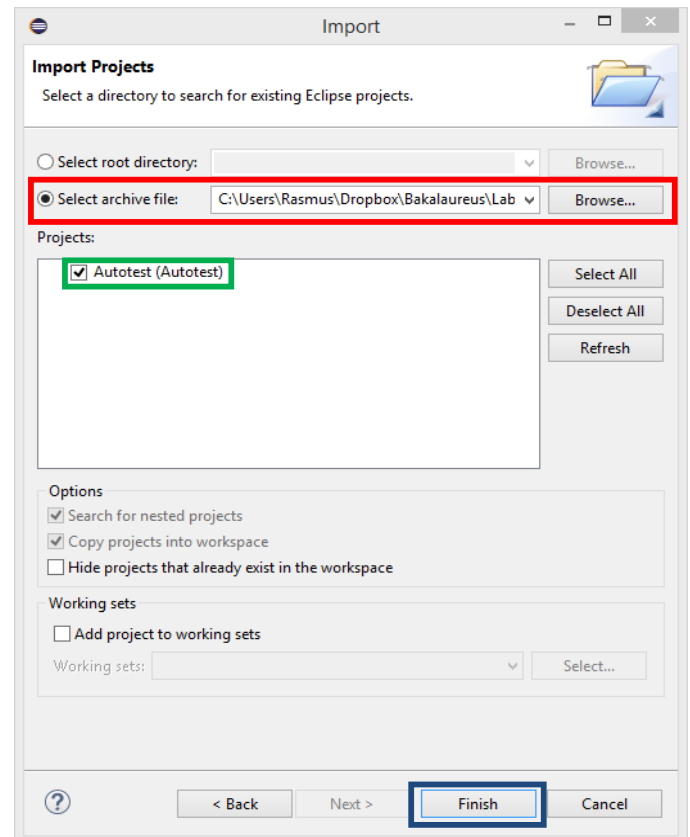 Import
Import Projects
Select a directory to search for existing Eclipse projects.
Select root directory: Browse...
Select archive file: C:\Users\Rasmus\Dropbox\Bakalaureus\Lab Browse...
Projects:
Autotest (Autotest)
Select All
Deselect All
Refresh
Options
Search for nested projects
Copy projects into workspace
Hide projects that already exist in the workspace
Working sets
Add project to working sets
Working sets: Select...
? < Back Next > Finish Cancel